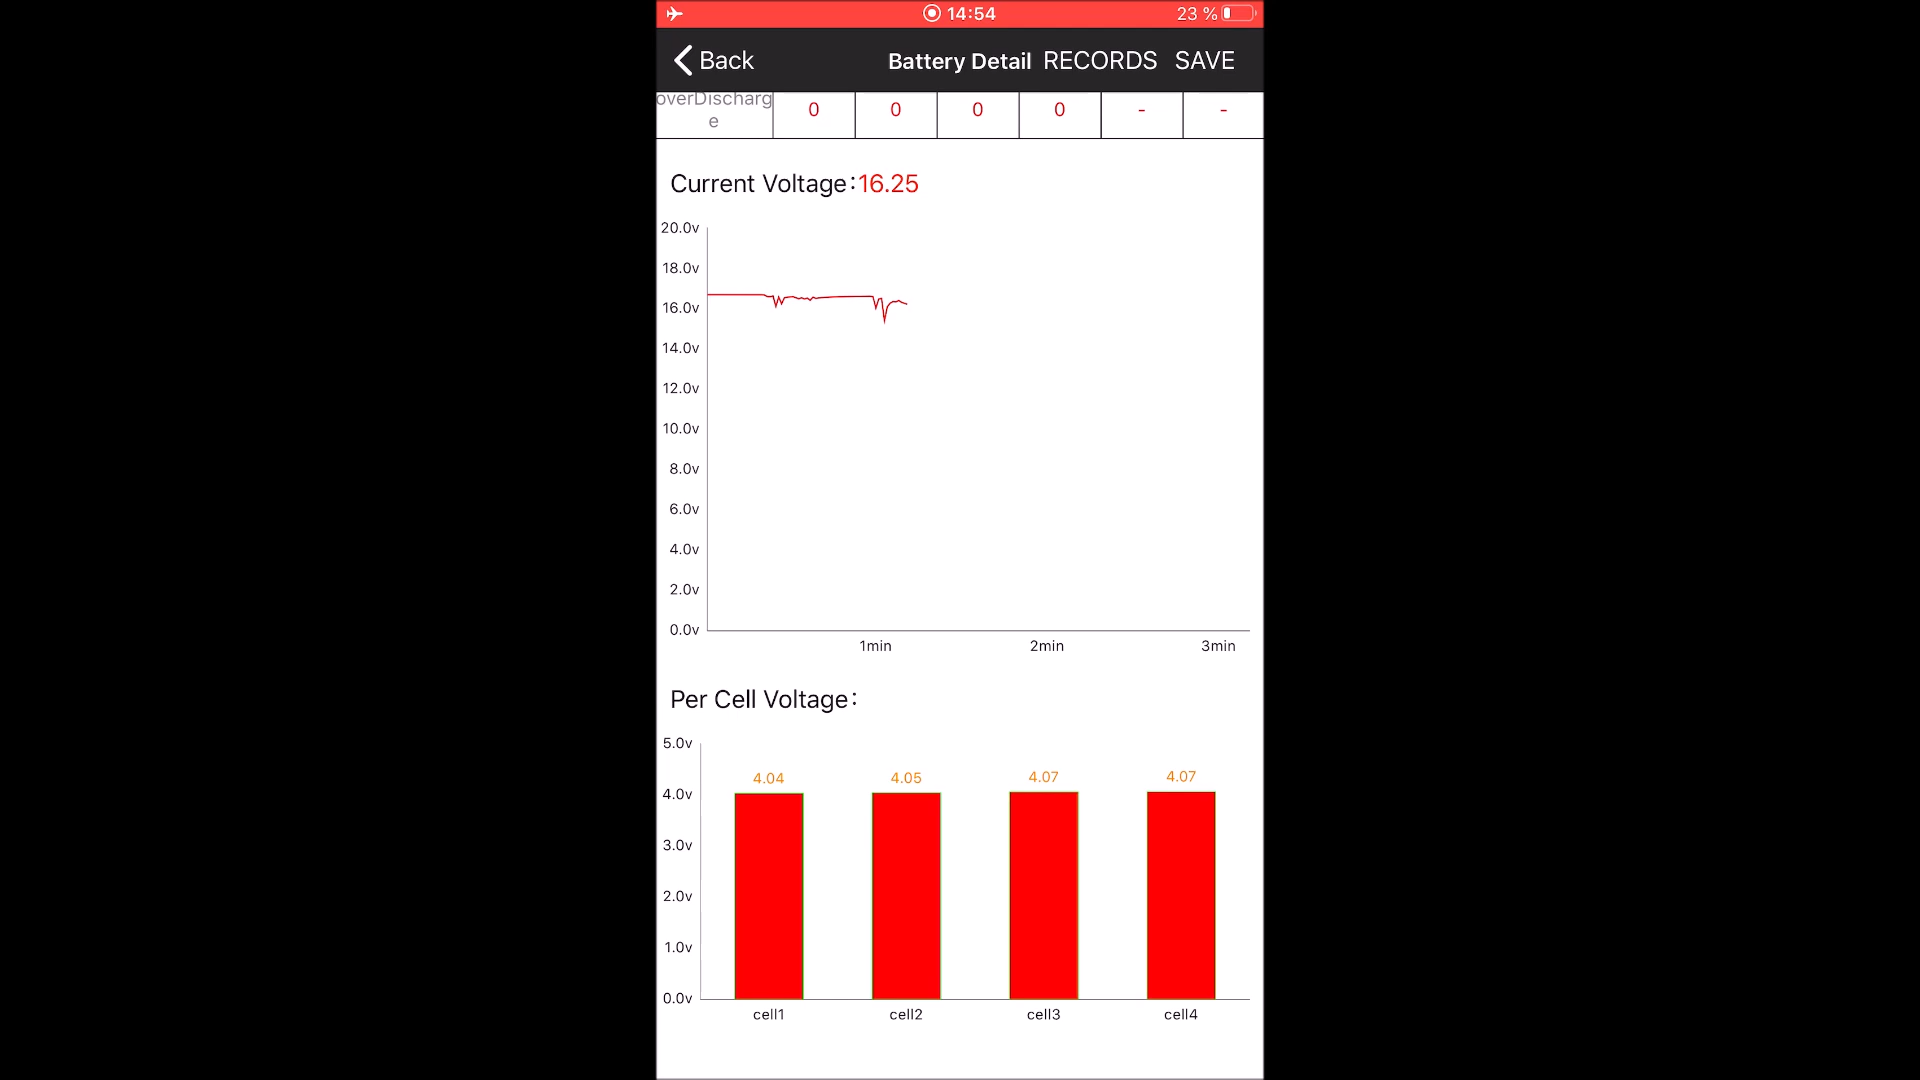 14:54
23 %
Back
Battery Detail RECORDS SAVE
overDischarg
e
0 0 0 0 - -
Current Voltage:16.25
20.0v
18.0v
16.0v
14.0v
12.0v
10.0v
8.0v
6.0v
4.0v
2.0v
0.0v
1min 2min 3min
Per Cell Voltage:
5.0v
4.04 4.05 4.07 4.07
4.0v
3.0v
2.0v
1.0v
0.0v
cell1 cell2 cell3 cell4